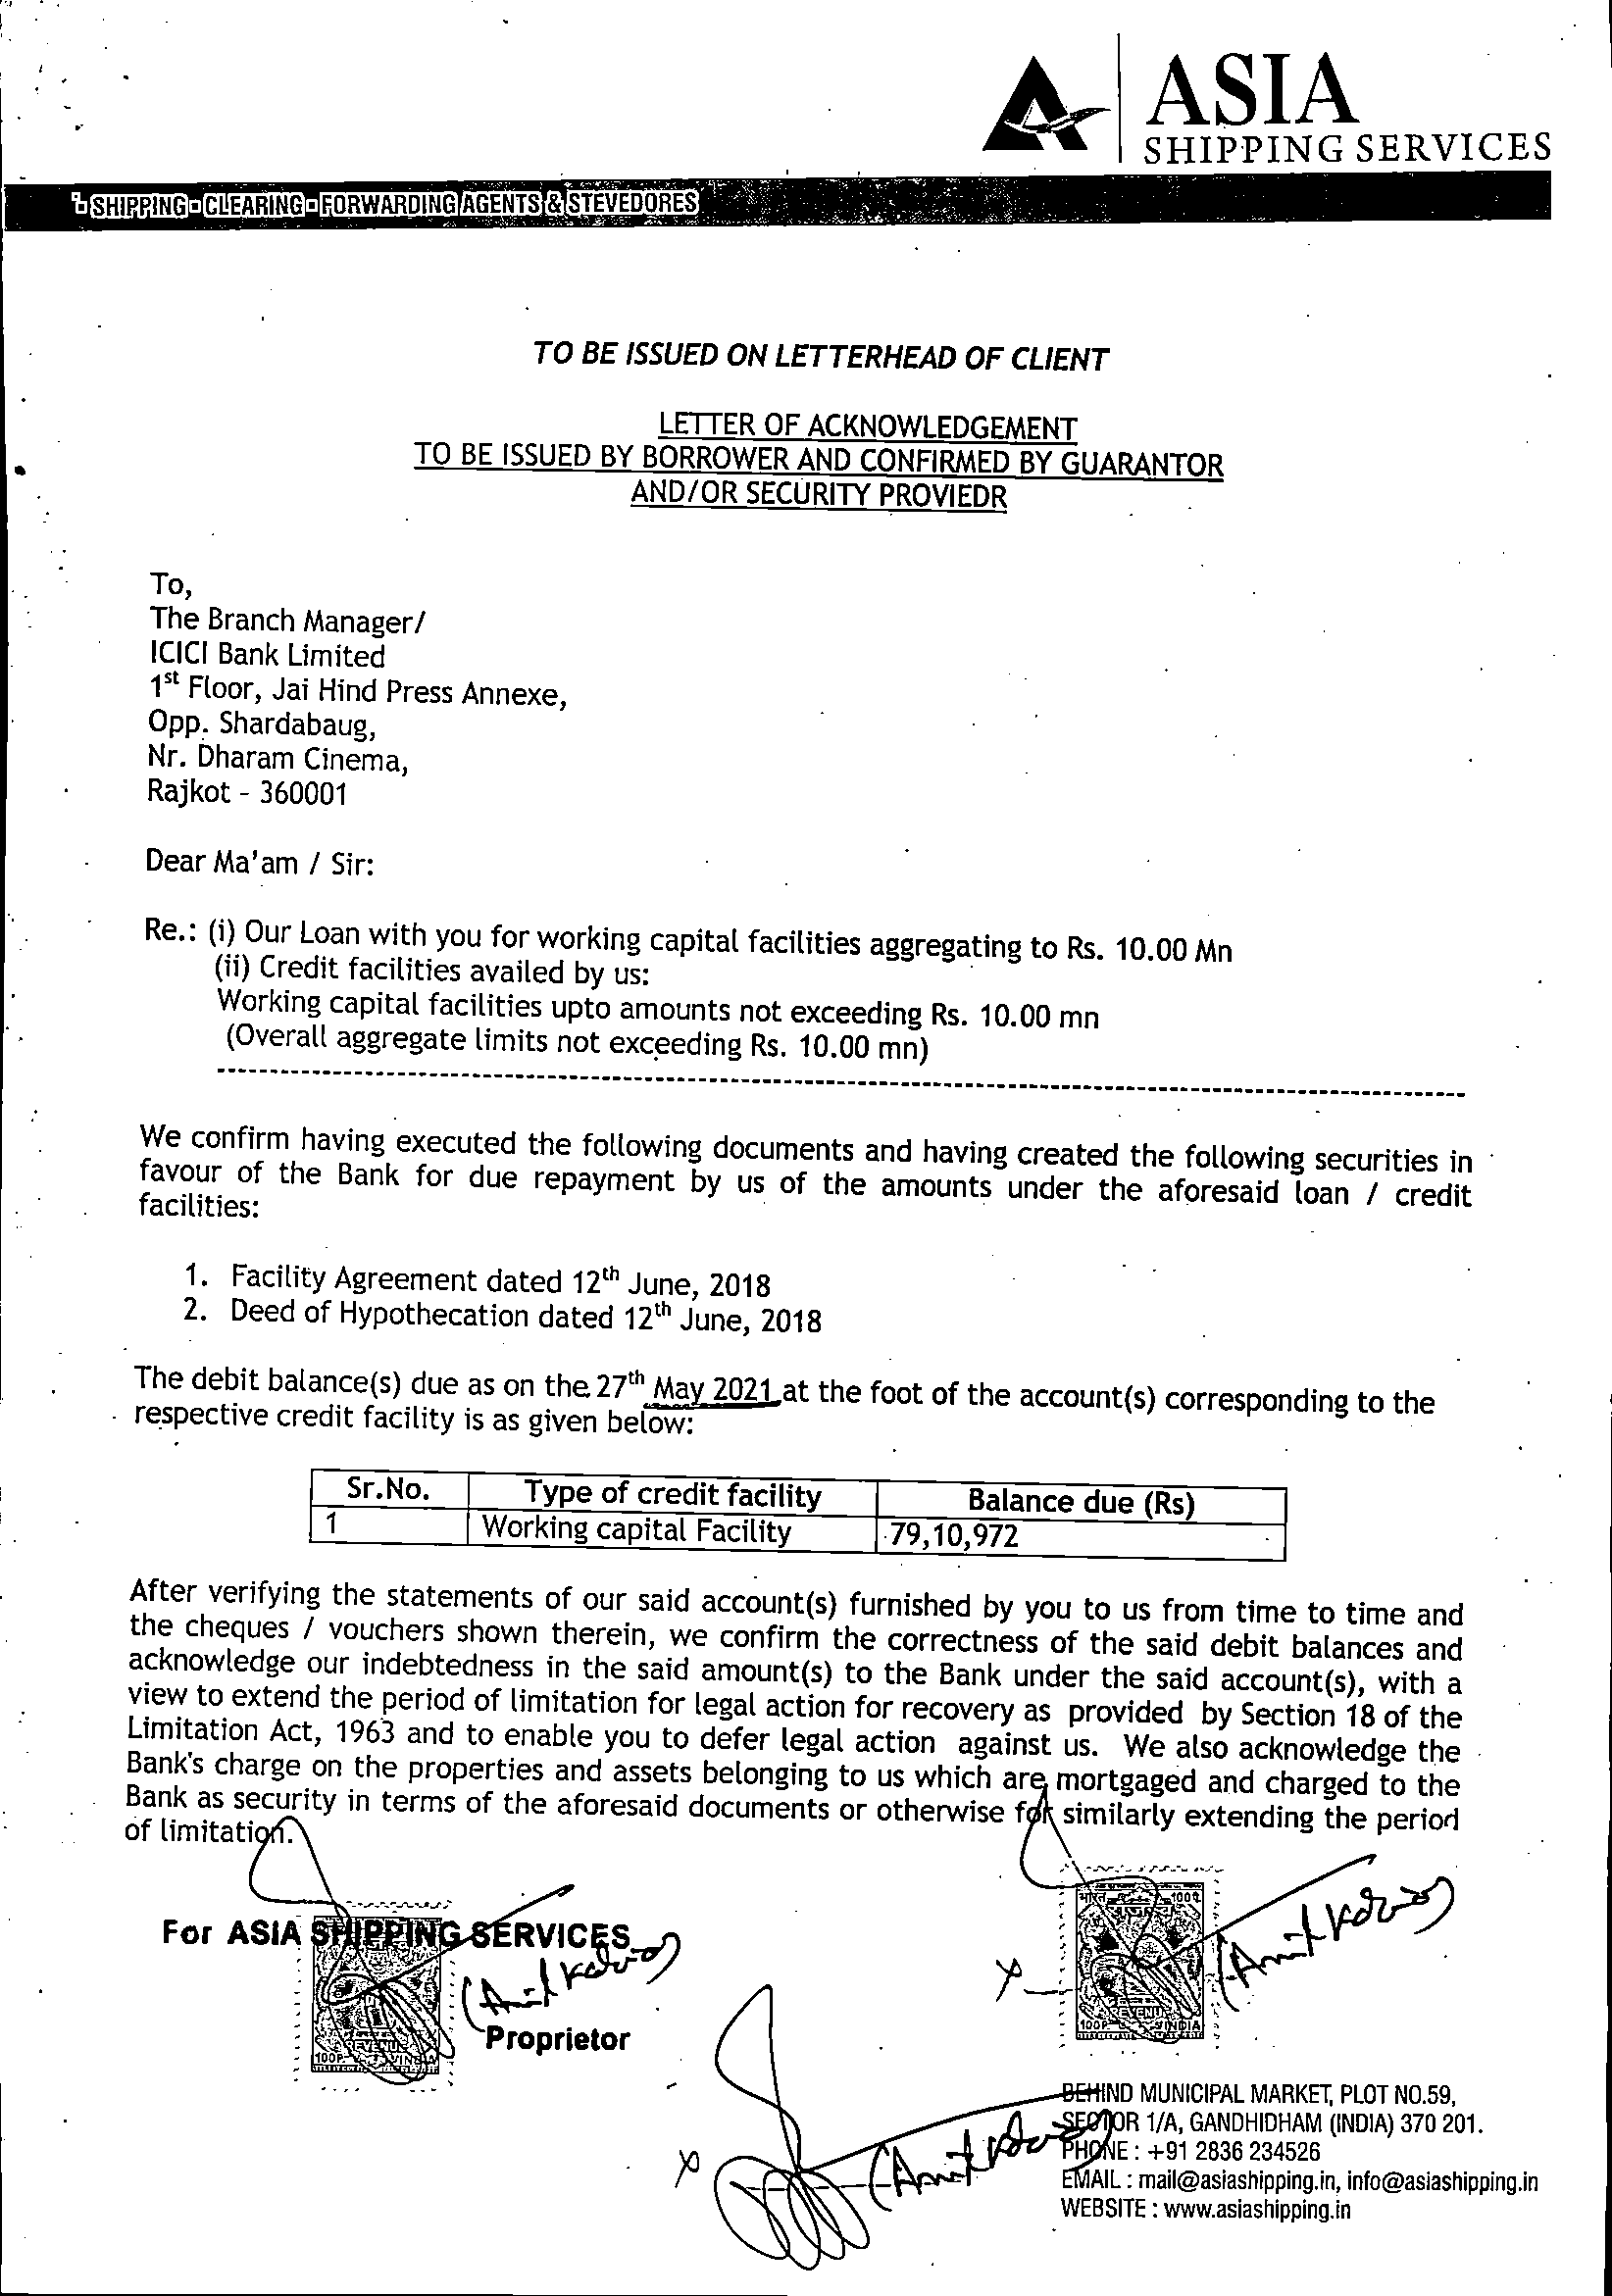 ASIA
SHIPPING SERVICES
SHIPPING CLEARING FORWARDING AGENTS & STEVEDORES
TO BE ISSUED ON LETTERHEAD OF CLIENT
LETTER OF ACKNOWLEDGEMENT
TO BE ISSUED BY BORROWER AND CONFIRMED BY GUARANTOR
AND/OR SECURITY PROVIEDR
To,
The Branch Manager/
ICICI Bank Limited
1st Floor, Jai Hind Press Annexe,
Opp. Shardabaug,
Nr. Dharam Cinema,
Rajkot - 360001
Dear Ma'am / Sir:
Re.: (i) Our Loan with you for working capital facilities aggregating to Rs. 10.00 Mn
(ii) Credit facilities availed by us:
Working capital facilities upto amounts not exceeding Rs. 10.00 mn
(Overall aggregate limits not exceeding Rs. 10.00 mn)
We confirm having executed the following documents and having created the following securities in
favour of the Bank for due repayment by us of the amounts under the aforesaid loan / credit
facilities:
1. Facility Agreement dated 12th June, 2018
2. Deed of Hypothecation dated 12th June, 2018
The debit balance(s) due as on the 27th May 2021 at the foot of the account(s) corresponding to the
respective credit facility is as given below:
Sr.No. Type of credit facility Balance due (Rs)
1 Working capital Facility 79,10,972
After verifying the statements of our said account(s) furnished by you to us from time to time and
the cheques / vouchers shown therein, we confirm the correctness of the said debit balances and
acknowledge our indebtedness in the said amount(s) to the Bank under the said account(s), with a
view to extend the period of limitation for legal action for recovery as provided by Section 18 of the
Limitation Act, 1963 and to enable you to defer legal action against us. We also acknowledge the
Bank's charge on the properties and assets belonging to us which are mortgaged and charged to the
Bank as security in terms of the aforesaid documents or otherwise for similarly extending the period
of limitation.
For ASIA SHIPPING SERVICES
Proprietor
भारत 100P
REVENUE
100P INDIA
REVENUE
100P INDIA
BEHIND MUNICIPAL MARKET, PLOT NO.59,
SECTOR 1/A, GANDHIDHAM (INDIA) 370 201.
PHONE : +91 2836 234526
EMAIL : mail@asiashipping.in, info@asiashipping.in
WEBSITE : www.asiashipping.in